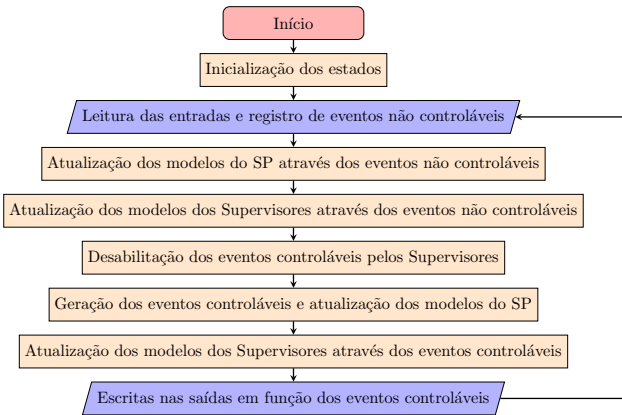 Início
Inicialização dos estados
Leitura das entradas e registro de eventos não controláveis
Atualização dos modelos do SP através dos eventos não controláveis
Atualização dos modelos dos Supervisores através dos eventos não controláveis
Desabilitação dos eventos controláveis pelos Supervisores
Geração dos eventos controláveis e atualização dos modelos do SP
Atualização dos modelos dos Supervisores através dos eventos controláveis
Escritas nas saídas em função dos eventos controláveis